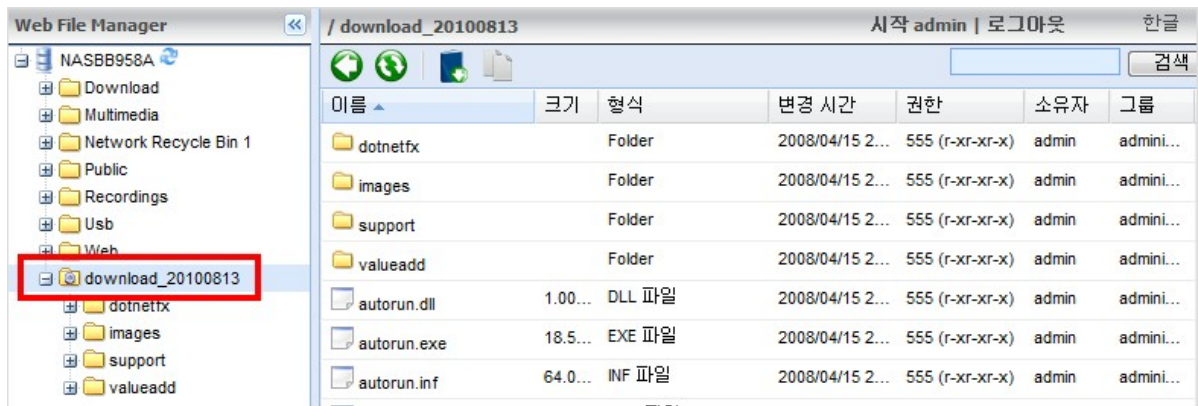 Web File Manager
/ download_20100813
시작 admin | 로그아웃 한글
NASBB958A
Download
Multimedia
Network Recycle Bin 1
Public
Recordings
Usb
Web
download_20100813
dotnetfx
images
support
valueadd
검색
이름 크기 형식 변경 시간 권한 소유자 그룹
dotnetfx Folder 2008/04/15 2... 555 (r-xr-xr-x) admin admini...
images Folder 2008/04/15 2... 555 (r-xr-xr-x) admin admini...
support Folder 2008/04/15 2... 555 (r-xr-xr-x) admin admini...
valueadd Folder 2008/04/15 2... 555 (r-xr-xr-x) admin admini...
autorun.dll 1.00... DLL 파일 2008/04/15 2... 555 (r-xr-xr-x) admin admini...
autorun.exe 18.5... EXE 파일 2008/04/15 2... 555 (r-xr-xr-x) admin admini...
autorun.inf 64.0... INF 파일 2008/04/15 2... 555 (r-xr-xr-x) admin admini...